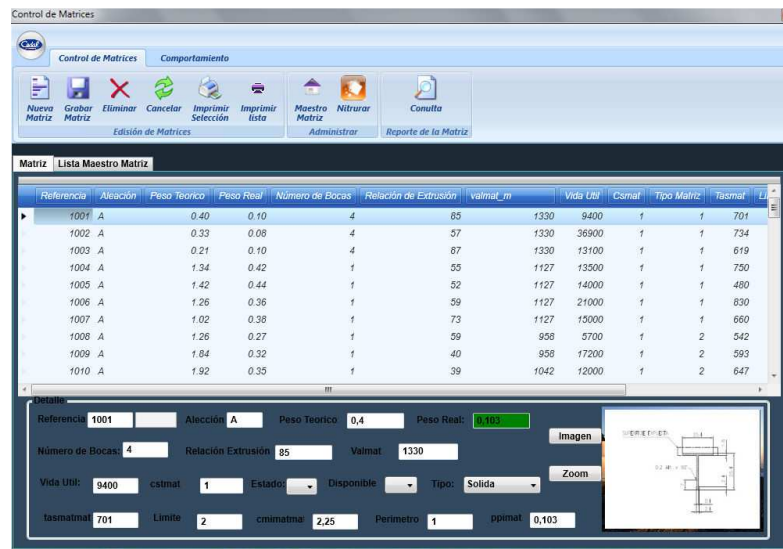 Control de Matrices
Cedal
Control de Matrices Comportamiento
Nueva Matriz Grabar Matriz Eliminar Cancelar Imprimir Selección Imprimir lista Maestro Matriz Nitrurar Conulta
Edisión de Matrices Administrar Reporte de la Matriz
Matriz Lista Maestro Matriz
Referencia Aleación Peso Teorico Peso Real Número de Bocas Relación de Extrusión valmat_m Vida Util Csmat Tipo Matriz Tasmat
1001 A 0.40 0.10 4 85 1330 9400 1 1 701
1002 A 0.33 0.08 4 57 1330 36900 1 1 734
1003 A 0.21 0.10 4 87 1330 13100 1 1 619
1004 A 1.34 0.42 1 55 1127 13500 1 1 750
1005 A 1.42 0.44 1 52 1127 14000 1 1 480
1006 A 1.26 0.36 1 59 1127 21000 1 1 830
1007 A 1.02 0.38 1 73 1127 15000 1 1 660
1008 A 1.26 0.27 1 59 958 5700 1 2 542
1009 A 1.84 0.32 1 40 958 17200 1 2 593
1010 A 1.92 0.35 1 39 1042 12000 1 2 647
Detalle
Referencia 1001 Alección A Peso Teorico 0,4 Peso Real: 0,103
Imagen
Número de Bocas: 4 Relación Extrusión 85 Valmat 1330
Zoom
Vida Util: 9400 cstmat 1 Estado: Disponible Tipo: Solida
tasmatmat 701 Limite 2 cmimatmat 2,25 Perimetro 1 ppimat 0,103